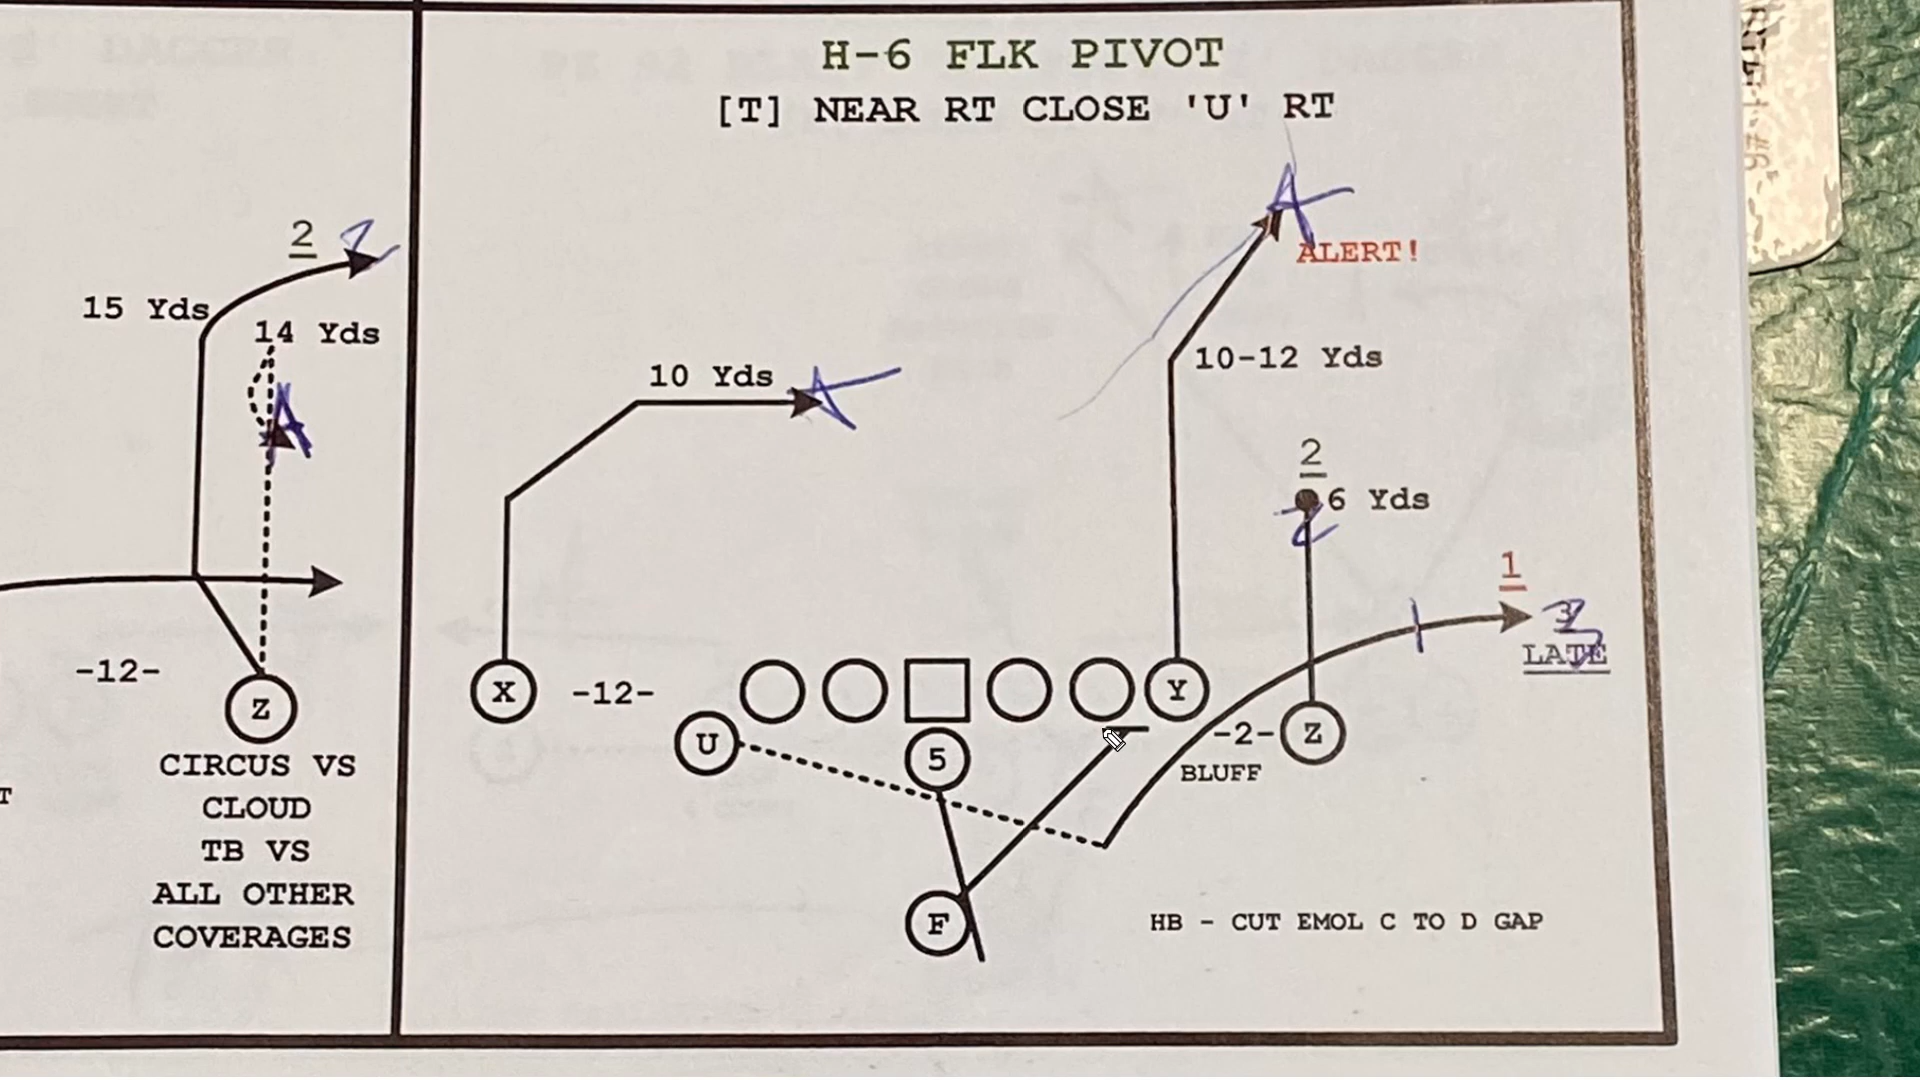 2
15 Yds
14 Yds
-12-
Z
CIRCUS VS
CLOUD
TB VS
ALL OTHER
COVERAGES
T
H-6 FLK PIVOT
[T] NEAR RT CLOSE 'U' RT
A
ALERT!
10 Yds
A
10-12 Yds
2
6 Yds
1
LATE
X -12- Y
U 5 -2- Z
BLUFF
F
HB - CUT EMOL C TO D GAP